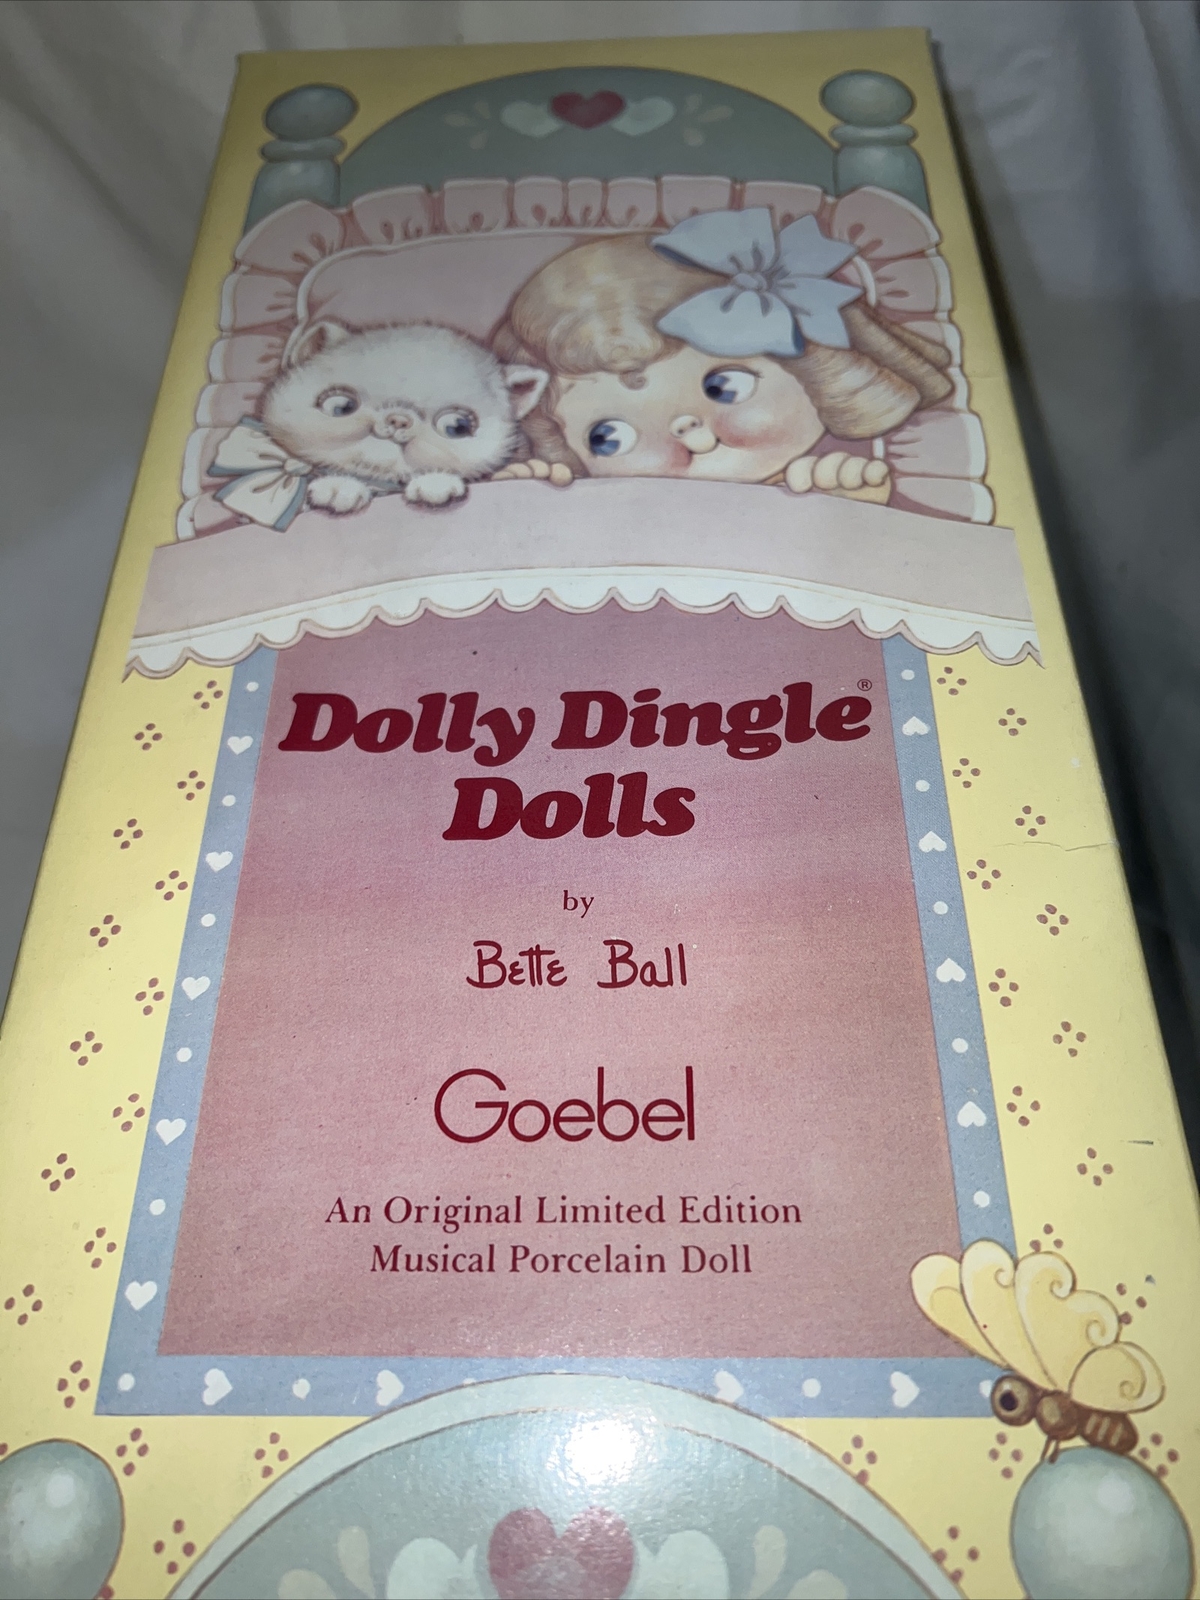 Dolly Dingle®
Dolls
by
Bette Ball
Goebel
An Original Limited Edition
Musical Porcelain Doll